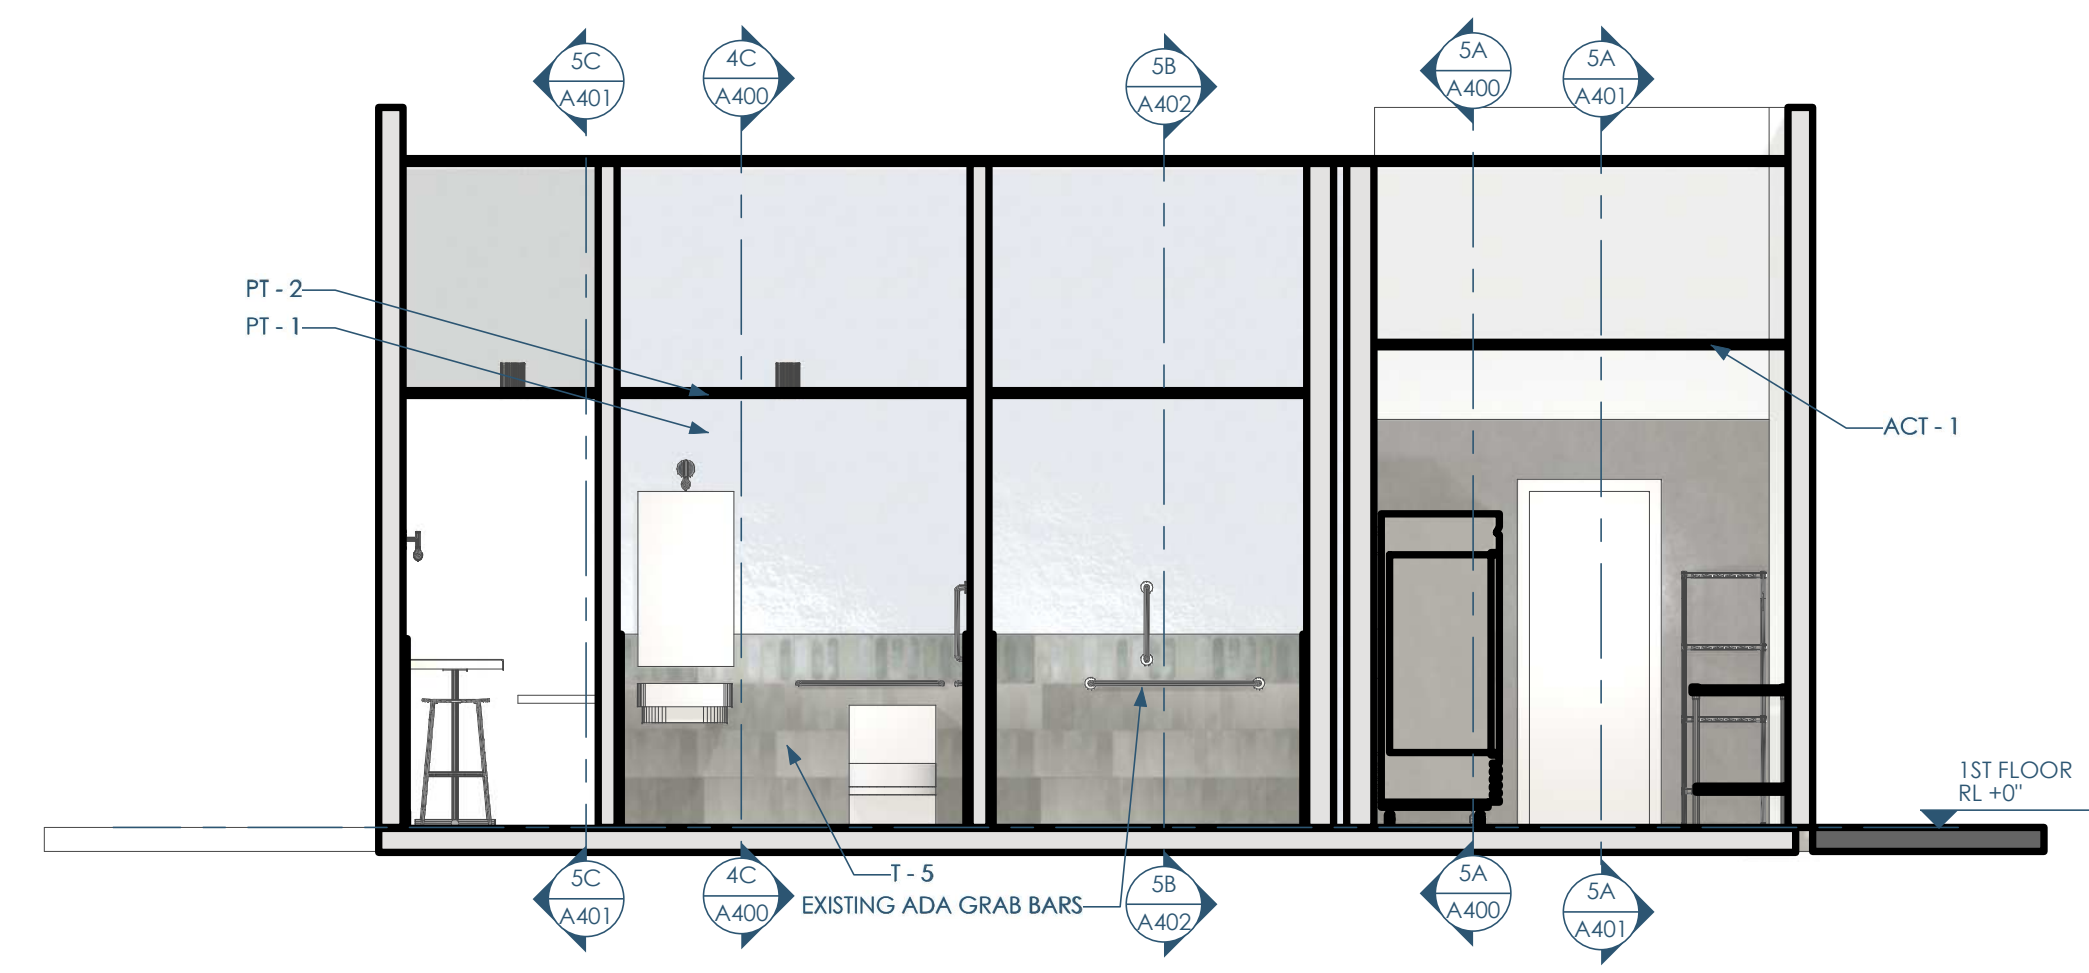 5C
A401
4C
A400
5B
A402
5A
A400
5A
A401
PT - 2
PT - 1
ACT - 1
1ST FLOOR
RL +0"
T - 5
EXISTING ADA GRAB BARS
5C
A401
4C
A400
5B
A402
5A
A400
5A
A401